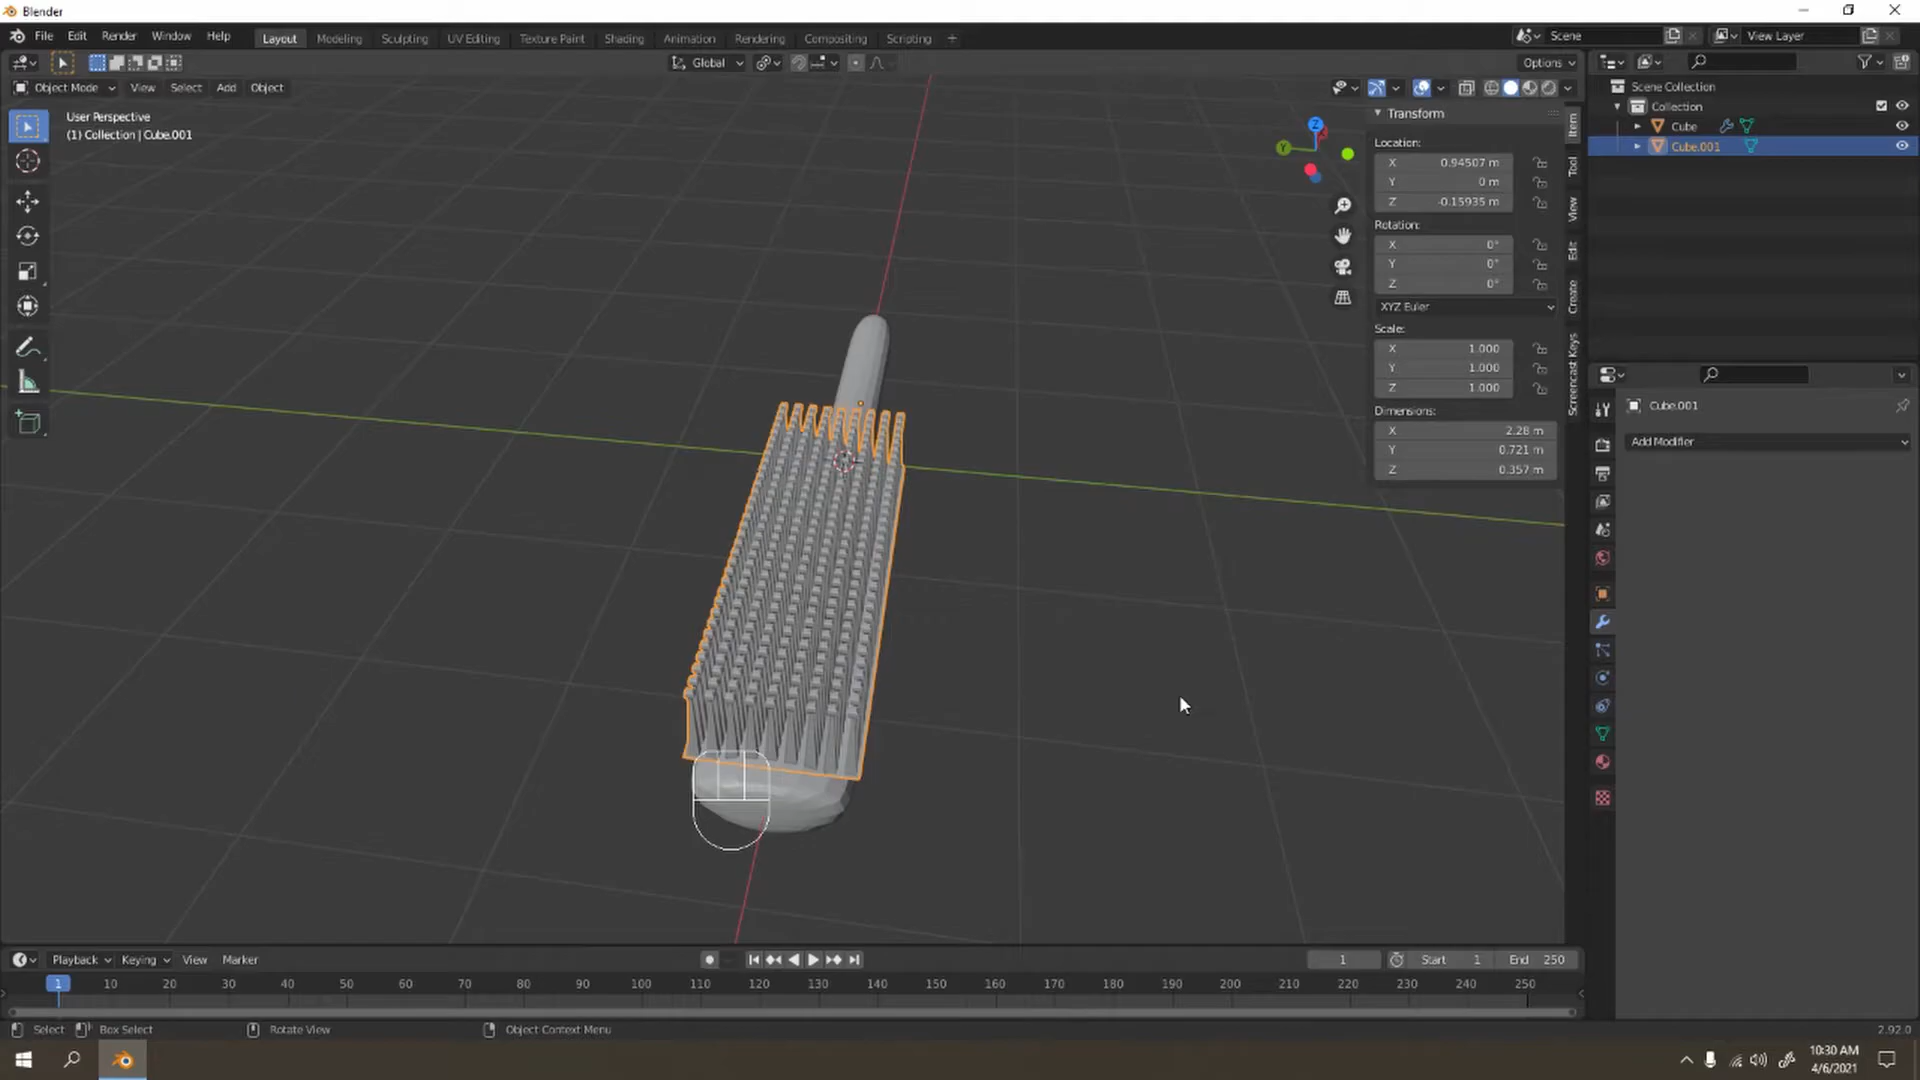 Blender
File Edit Render Window Help
Layout Modeling Sculpting UV Editing Texture Paint Shading Animation Rendering Compositing Scripting +
Scene
View Layer
Global
Options
Object Mode View Select Add Object
User Perspective
(1) Collection | Cube.001
Z
Y
X
Transform
Location:
X 0.94507 m
Y 0 m
Z -0.15935 m
Rotation:
X 0°
Y 0°
Z 0°
XYZ Euler
Scale:
X 1.000
Y 1.000
Z 1.000
Dimensions:
X 2.28 m
Y 0.721 m
Z 0.357 m
Item
Tool
View
Edit
Create
Screencast Keys
Scene Collection
Collection
Cube
Cube.001
Cube.001
Add Modifier
Playback Keying View Marker
1
Start 1
End 250
1 10 20 30 40 50 60 70 80 90 100 110 120 130 140 150 160 170 180 190 200 210 220 230 240 250
Select Box Select Rotate View Object Context Menu
2.92.0
10:30 AM
4/6/2021